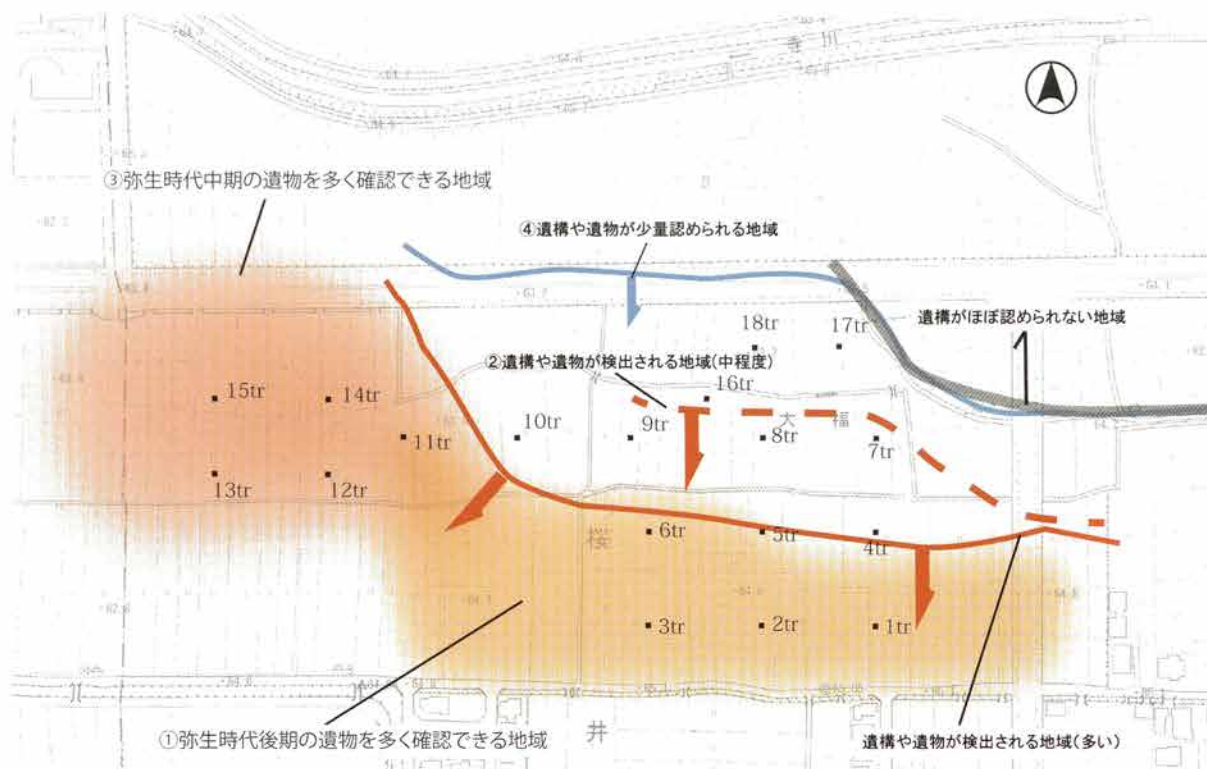 寺 川
③弥生時代中期の遺物を多く確認できる地域
④遺構や遺物が少量認められる地域
遺構がほぼ認められない地域
18tr
17tr
②遺構や遺物が検出される地域(中程度)
16tr
15tr
14tr
大 福
11tr
10tr
9tr
8tr
7tr
13tr
12tr
桜
6tr
5tr
4tr
3tr
2tr
1tr
井
①弥生時代後期の遺物を多く確認できる地域
遺構や遺物が検出される地域(多い)